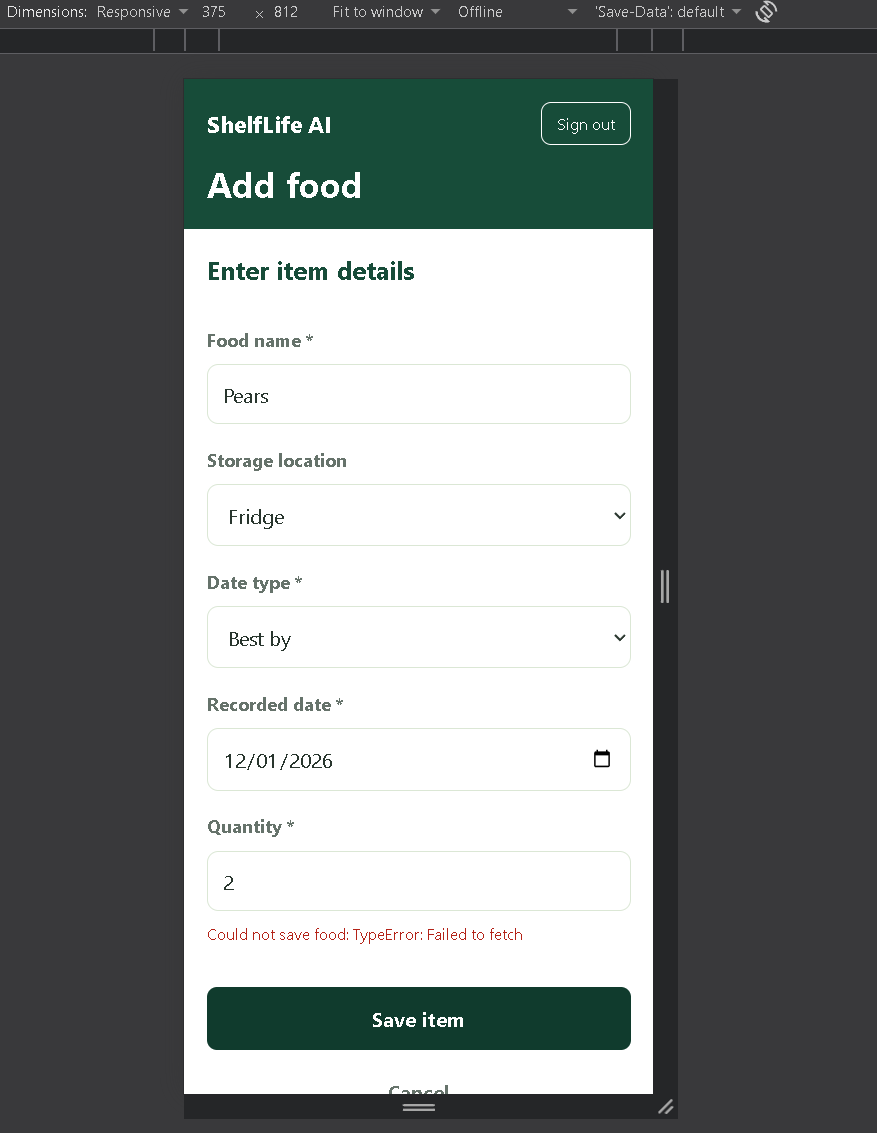 Dimensions: Responsive 375 × 812 Fit to window Offline 'Save-Data': default
ShelfLife AI
Sign out
Add food
Enter item details
Food name *
Pears
Storage location
Fridge
Date type *
Best by
Recorded date *
12/01/2026
Quantity *
2
Could not save food: TypeError: Failed to fetch
Save item
Cancel